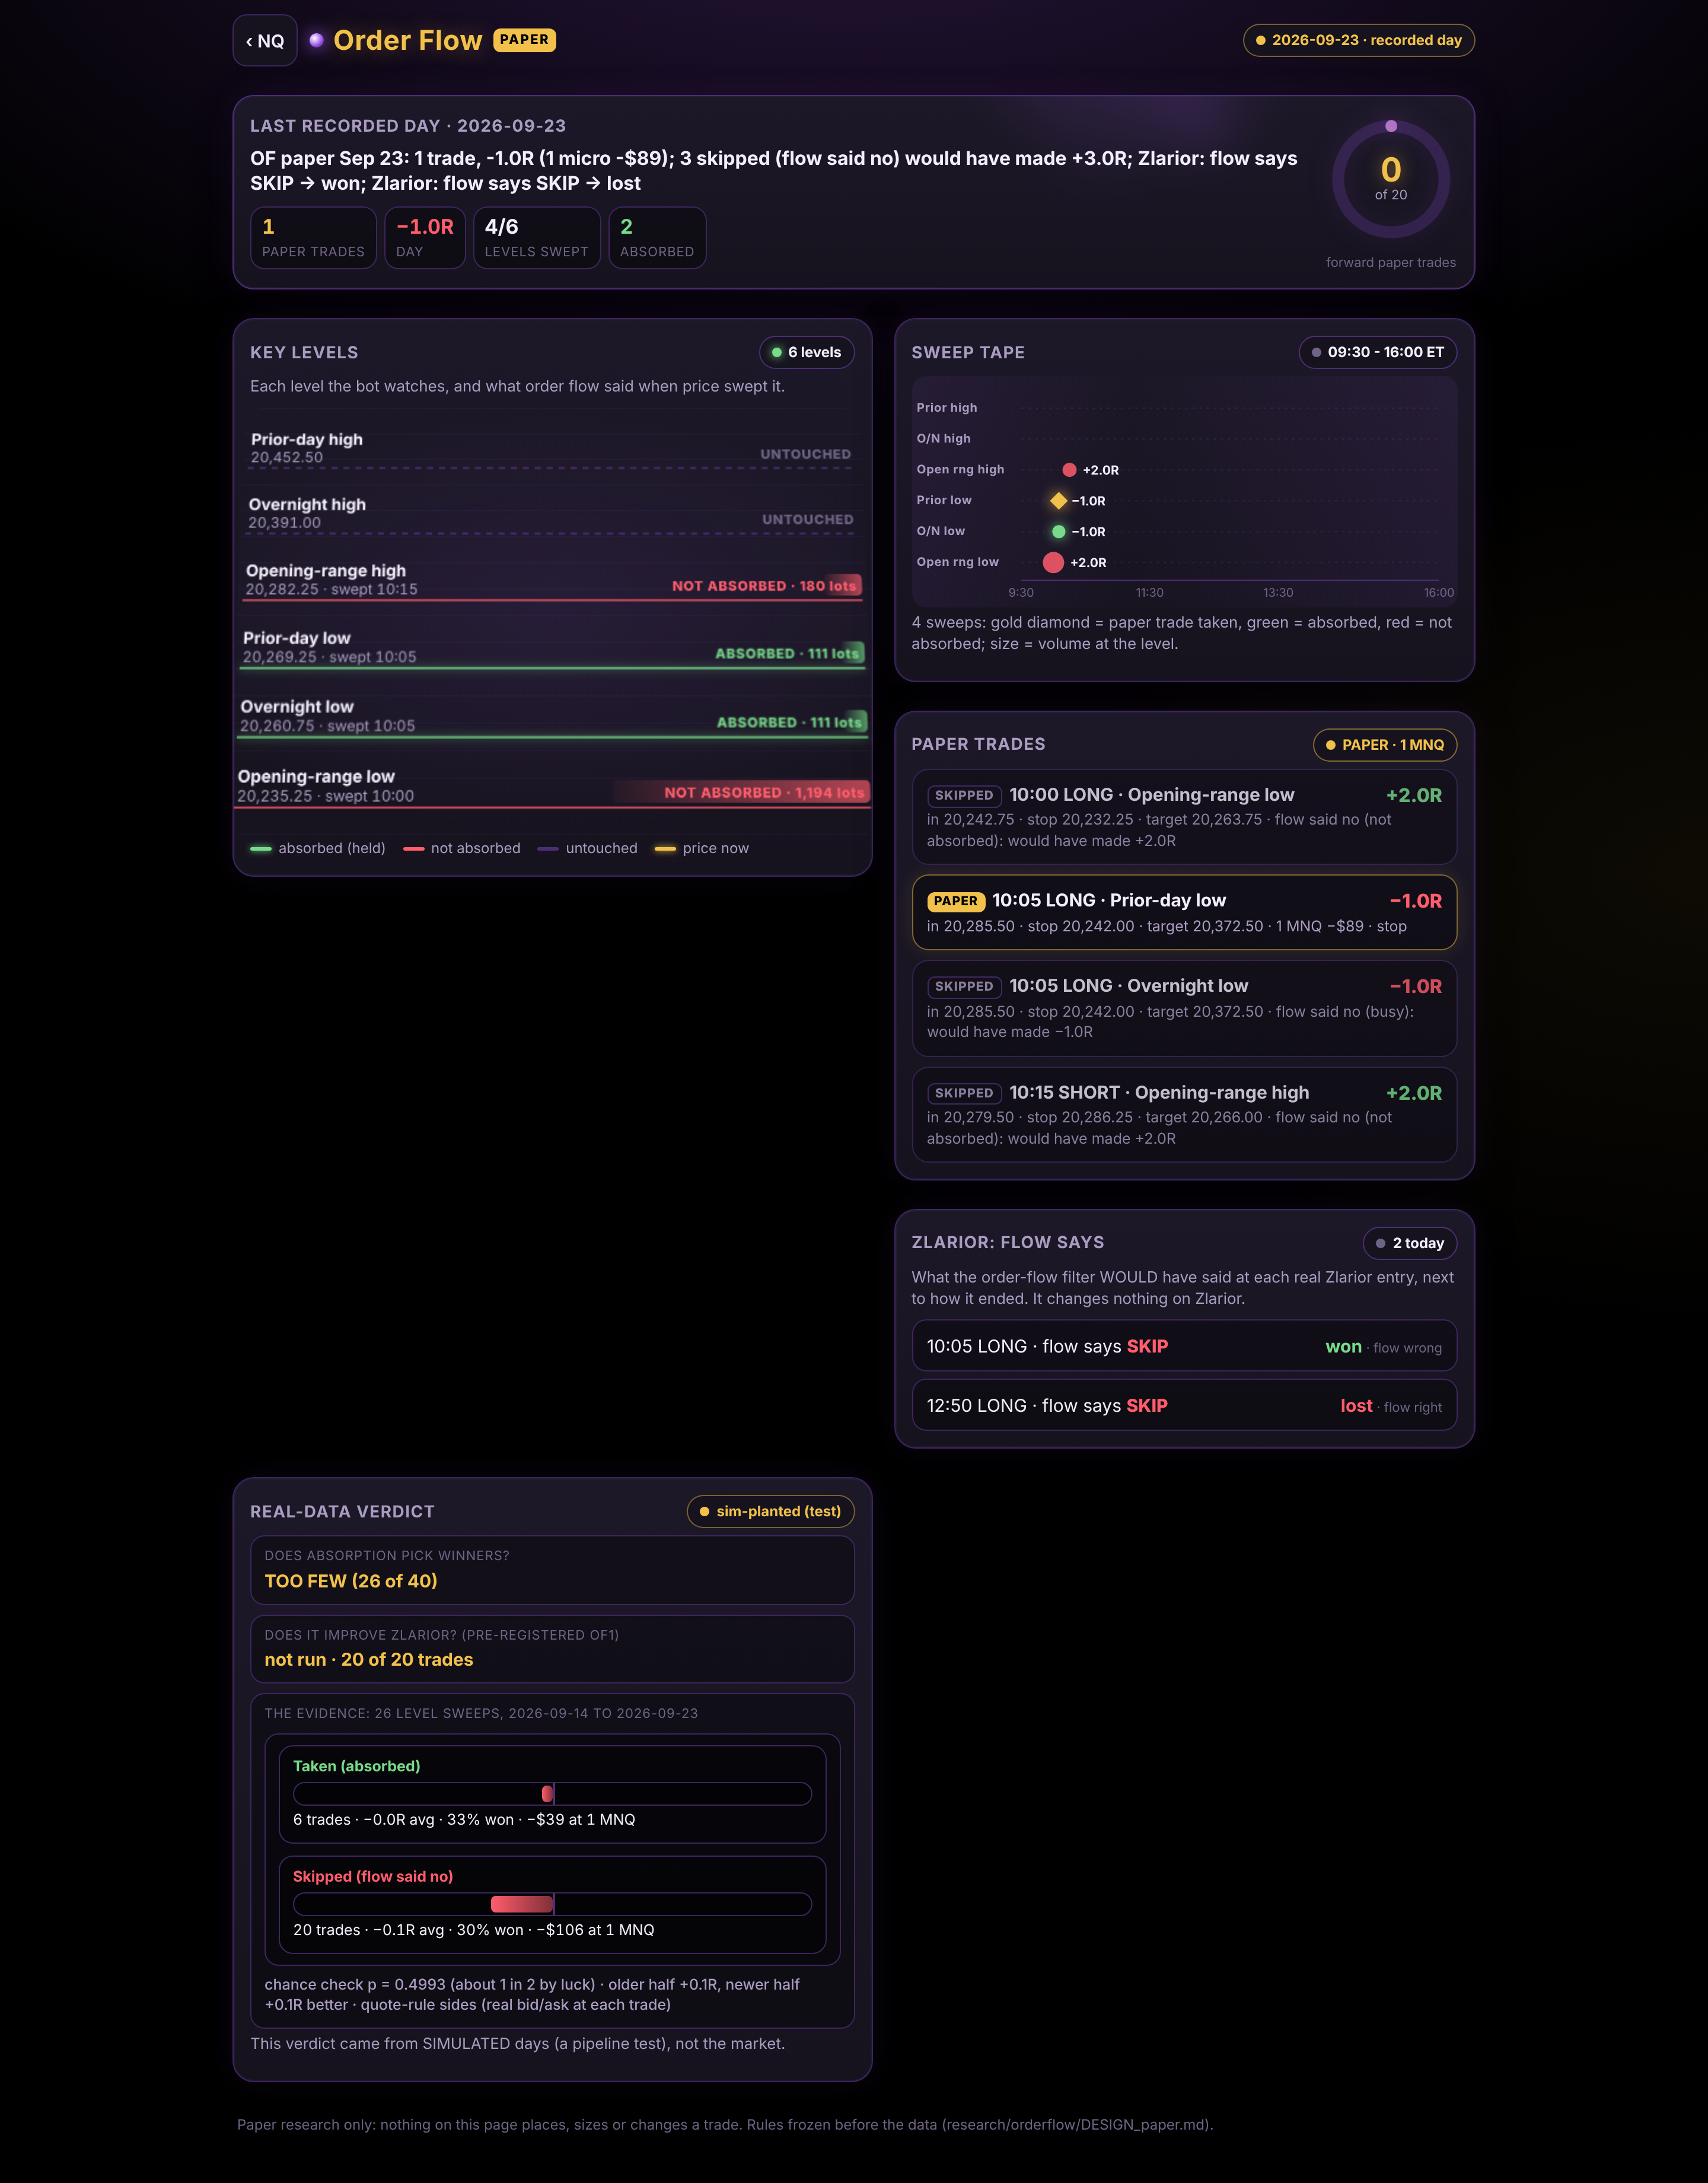 ‹ NQ
Order Flow
PAPER
2026-09-23 · recorded day
LAST RECORDED DAY · 2026-09-23
OF paper Sep 23: 1 trade, -1.0R (1 micro -$89); 3 skipped (flow said no) would have made +3.0R; Zlarior: flow says
SKIP → won; Zlarior: flow says SKIP → lost
1
PAPER TRADES
−1.0R
DAY
4/6
LEVELS SWEPT
2
ABSORBED
0
of 20
forward paper trades
KEY LEVELS
6 levels
Each level the bot watches, and what order flow said when price swept it.
Prior-day high
20,452.50
UNTOUCHED
Overnight high
20,391.00
UNTOUCHED
Opening-range high
20,282.25 · swept 10:15
NOT ABSORBED · 180 lots
Prior-day low
20,269.25 · swept 10:05
ABSORBED · 111 lots
Overnight low
20,260.75 · swept 10:05
ABSORBED · 111 lots
Opening-range low
20,235.25 · swept 10:00
NOT ABSORBED · 1,194 lots
absorbed (held)
not absorbed
untouched
price now
SWEEP TAPE
09:30 - 16:00 ET
Prior high
O/N high
Open rng high
+2.0R
Prior low
−1.0R
O/N low
−1.0R
Open rng low
+2.0R
9:30
11:30
13:30
16:00
4 sweeps: gold diamond = paper trade taken, green = absorbed, red = not
absorbed; size = volume at the level.
PAPER TRADES
PAPER · 1 MNQ
SKIPPED 10:00 LONG · Opening-range low
+2.0R
in 20,242.75 · stop 20,232.25 · target 20,263.75 · flow said no (not
absorbed): would have made +2.0R
PAPER 10:05 LONG · Prior-day low
−1.0R
in 20,285.50 · stop 20,242.00 · target 20,372.50 · 1 MNQ −$89 · stop
SKIPPED 10:05 LONG · Overnight low
−1.0R
in 20,285.50 · stop 20,242.00 · target 20,372.50 · flow said no (busy):
would have made −1.0R
SKIPPED 10:15 SHORT · Opening-range high
+2.0R
in 20,279.50 · stop 20,286.25 · target 20,266.00 · flow said no (not
absorbed): would have made +2.0R
ZLARIOR: FLOW SAYS
2 today
What the order-flow filter WOULD have said at each real Zlarior entry, next
to how it ended. It changes nothing on Zlarior.
10:05 LONG · flow says SKIP
won · flow wrong
12:50 LONG · flow says SKIP
lost · flow right
REAL-DATA VERDICT
sim-planted (test)
DOES ABSORPTION PICK WINNERS?
TOO FEW (26 of 40)
DOES IT IMPROVE ZLARIOR? (PRE-REGISTERED OF1)
not run · 20 of 20 trades
THE EVIDENCE: 26 LEVEL SWEEPS, 2026-09-14 TO 2026-09-23
Taken (absorbed)
6 trades · −0.0R avg · 33% won · −$39 at 1 MNQ
Skipped (flow said no)
20 trades · −0.1R avg · 30% won · −$106 at 1 MNQ
chance check p = 0.4993 (about 1 in 2 by luck) · older half +0.1R, newer half
+0.1R better · quote-rule sides (real bid/ask at each trade)
This verdict came from SIMULATED days (a pipeline test), not the market.
Paper research only: nothing on this page places, sizes or changes a trade. Rules frozen before the data (research/orderflow/DESIGN_paper.md).